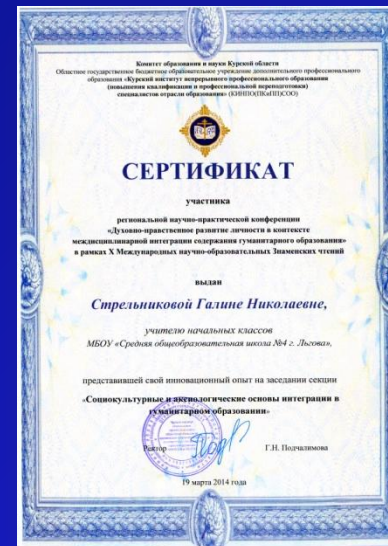 Комитет образования и науки Курской области
Областное государственное бюджетное образовательное учреждение дополнительного профессионального
образования «Курский институт непрерывного профессионального образования
(повышения квалификации и профессиональной переподготовки)
специалистов отрасли образования» (КИНПО(ПКиПП)СОО)
СЕРТИФИКАТ
участника
региональной научно-практической конференции
«Духовно-нравственное развитие личности в контексте
междисциплинарной интеграции содержания гуманитарного образования»
в рамках X Международных научно-образовательных Знаменских чтений
выдан
Стрельниковой Галине Николаевне,
учителю начальных классов
МБОУ «Средняя общеобразовательная школа №4 г. Льгова»,
представившей свой инновационный опыт на заседании секции
«Социокультурные и аксиологические основы интеграции в
гуманитарном образовании»
Ректор Г.Н. Подчалимова
19 марта 2014 года